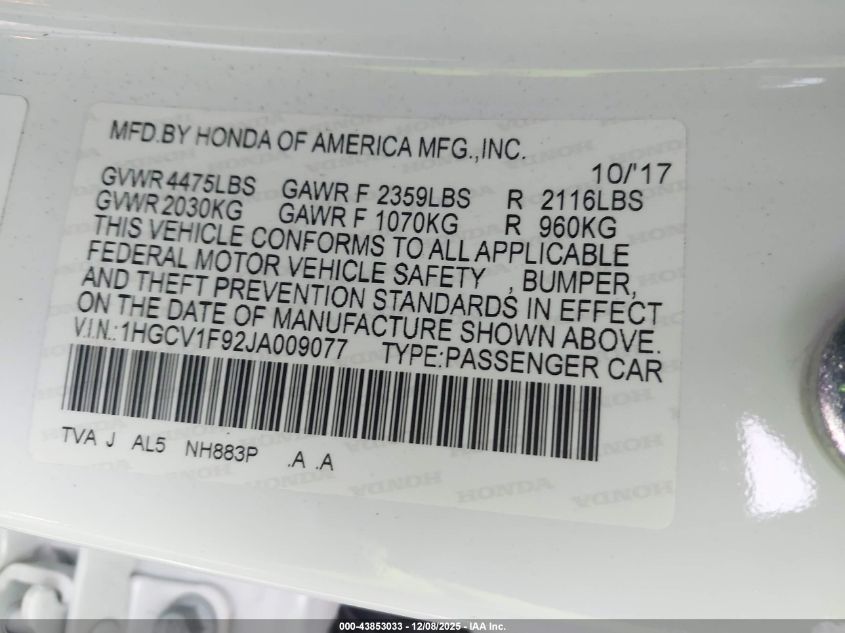 MFD.BY HONDA OF AMERICA MFG.,INC.
10/'17
GVWR 4475LBS GAWR F 2359LBS R 2116LBS
GVWR 2030KG GAWR F 1070KG R 960KG
THIS VEHICLE CONFORMS TO ALL APPLICABLE
FEDERAL MOTOR VEHICLE SAFETY , BUMPER,
AND THEFT PREVENTION STANDARDS IN EFFECT
ON THE DATE OF MANUFACTURE SHOWN ABOVE.
V.I.N.:1HGCV1F92JA009077 TYPE:PASSENGER CAR
TVA J AL5 NH883P .A .A
000-43853033 - 12/08/2025 - IAA Inc.